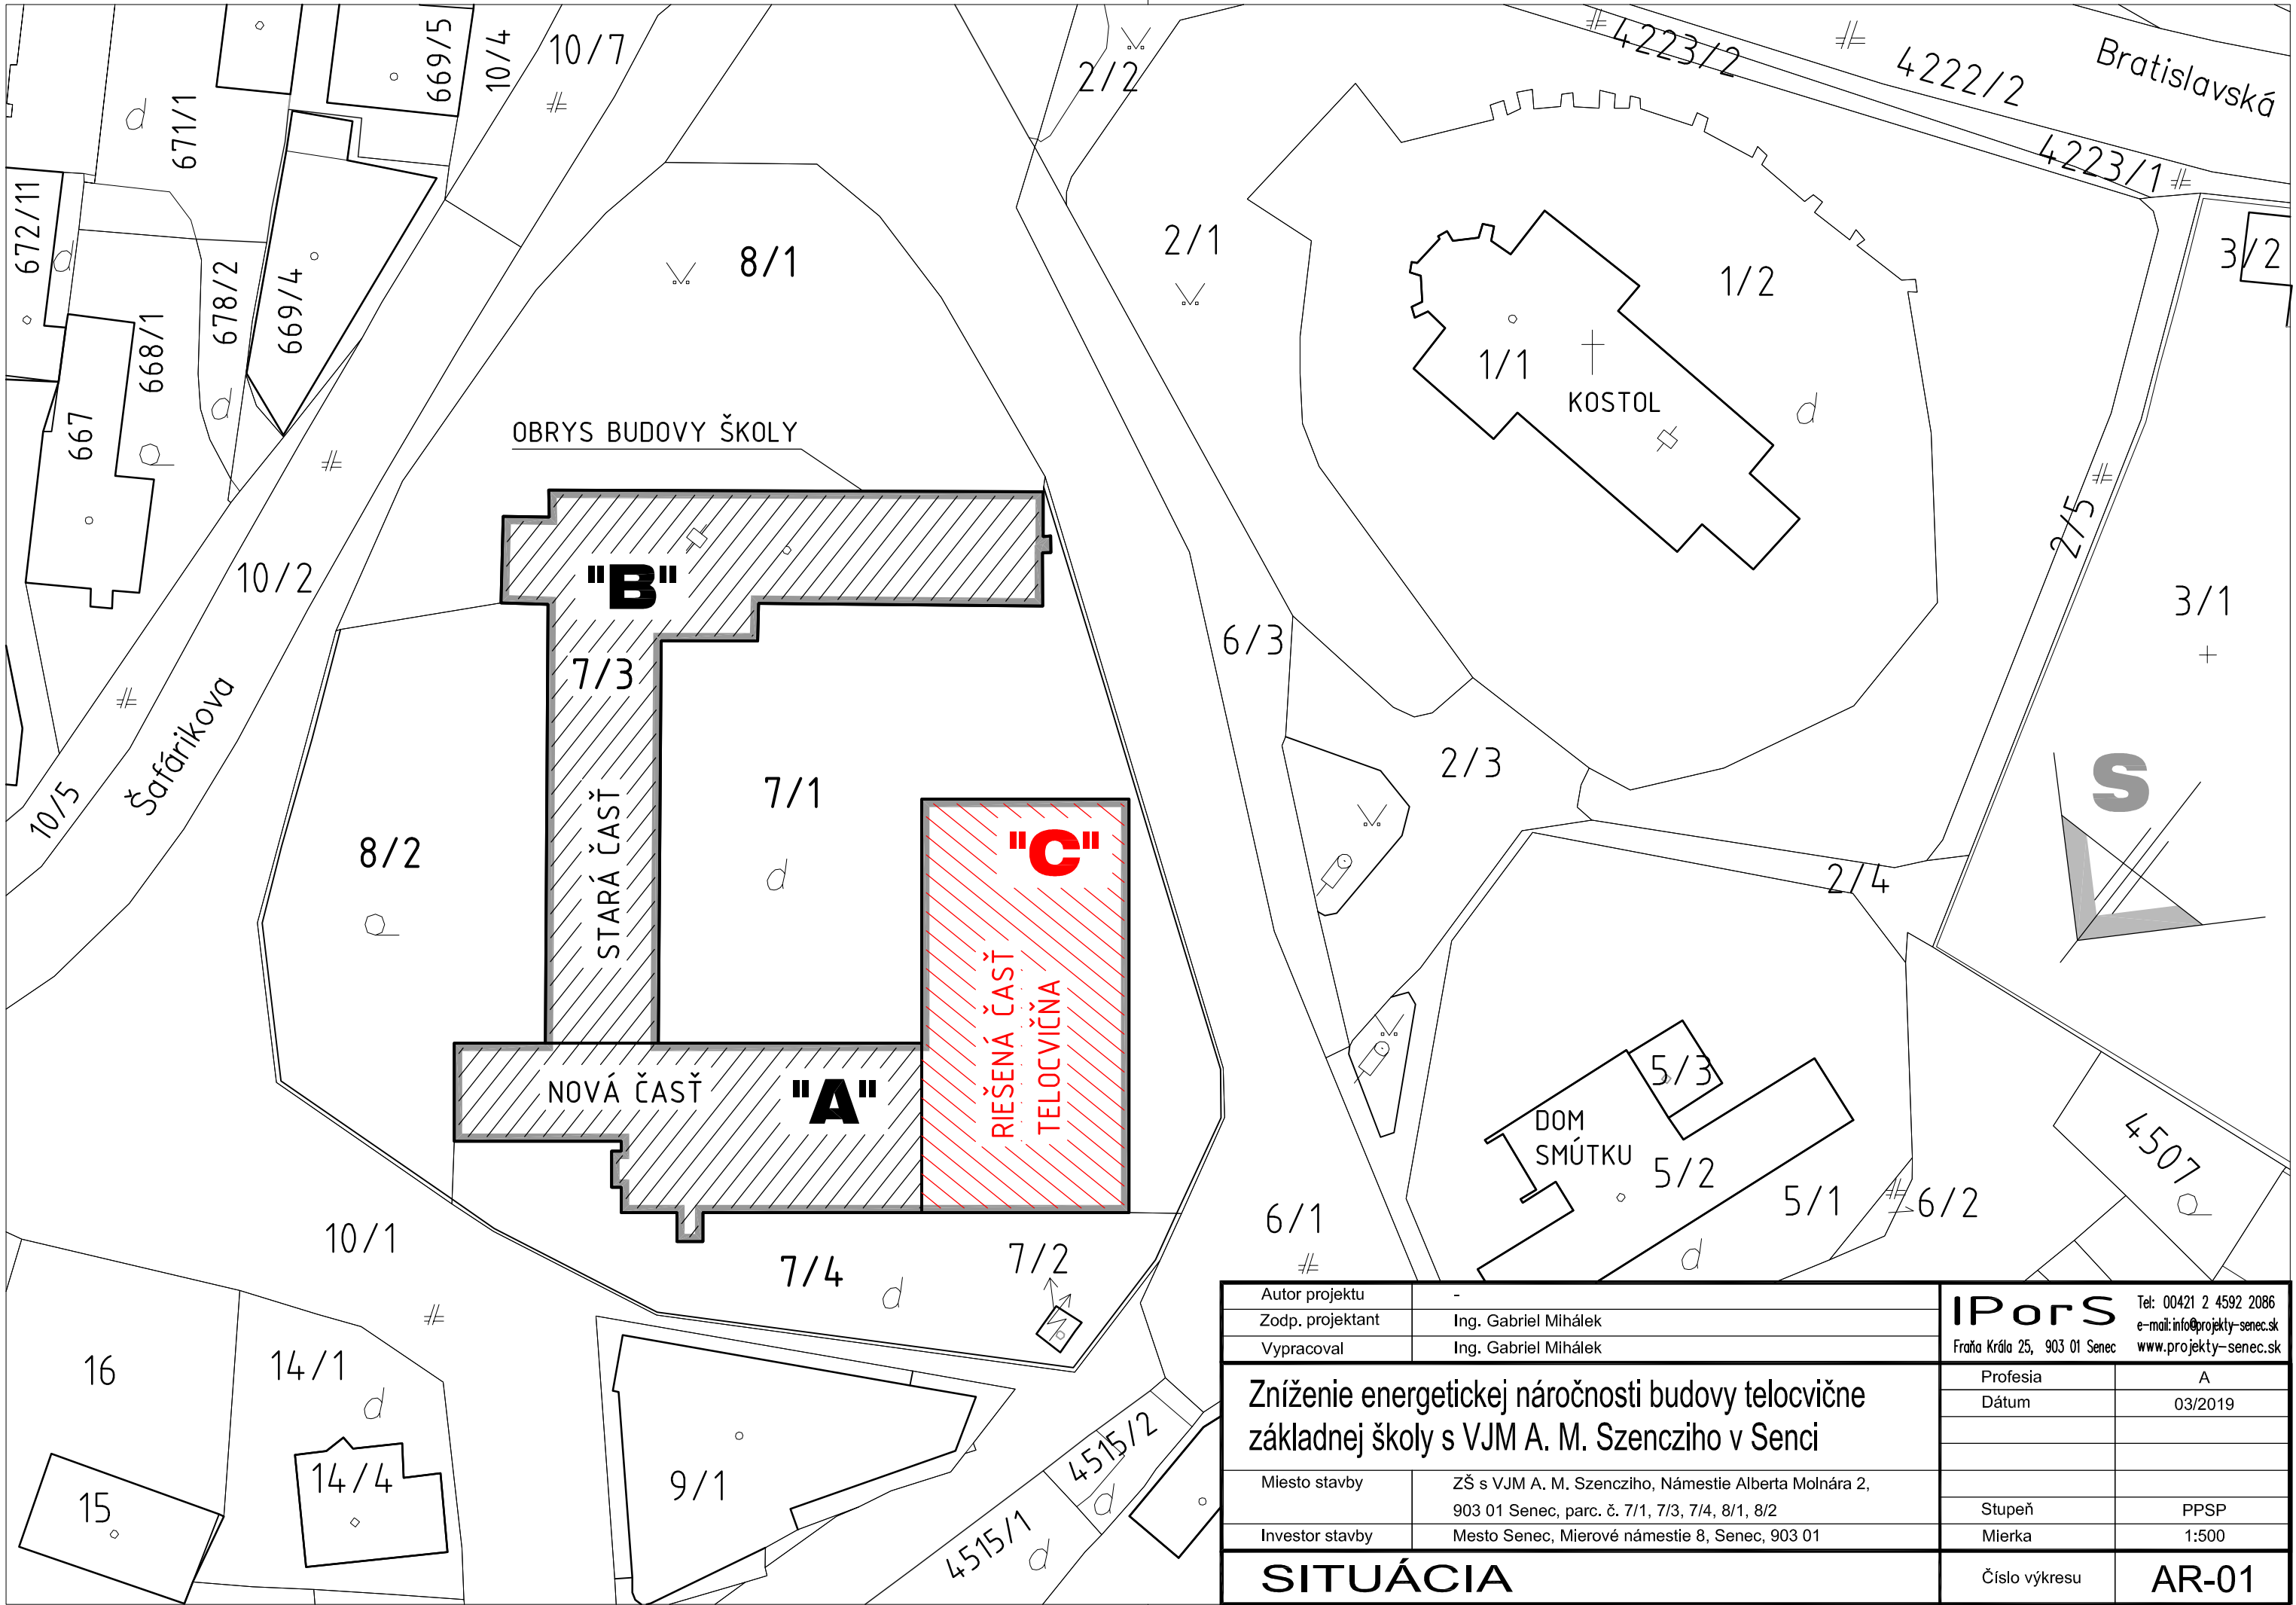 669/5
10/4
10/7
2/2
4223/2
4222/2
Bratislavská
671/1
4223/1
672/11
678/2
669/4
8/1
2/1
1/2
3/2
668/1
667
1/1
KOSTOL
OBRYS BUDOVY ŠKOLY
2/5
10/2
"B"
7/3
6/3
3/1
Šafárikova
10/5
7/1
2/3
S
STARÁ ČASŤ
8/2
"C"
2/4
RIEŠENÁ ČASŤ
TELOCVIČŇA
NOVÁ ČASŤ
"A"
5/3
DOM
SMÚTKU
5/2
5/1
6/2
4507
10/1
6/1
7/4
7/2
16
14/1
15
14/4
9/1
4515/2
4515/1
Autor projektu -
Zodp. projektant Ing. Gabriel Mihálek
Vypracoval Ing. Gabriel Mihálek
IPorS
Tel: 00421 2 4592 2086
e-mail:info@projekty-senec.sk
Fraňa Kráľa 25, 903 01 Senec www.projekty-senec.sk
Zníženie energetickej náročnosti budovy telocvične
základnej školy s VJM A. M. Szencziho v Senci
Profesia A
Dátum 03/2019
Miesto stavby ZŠ s VJM A. M. Szencziho, Námestie Alberta Molnára 2,
903 01 Senec, parc. č. 7/1, 7/3, 7/4, 8/1, 8/2
Stupeň PPSP
Investor stavby Mesto Senec, Mierové námestie 8, Senec, 903 01
Mierka 1:500
SITUÁCIA
Číslo výkresu AR-01